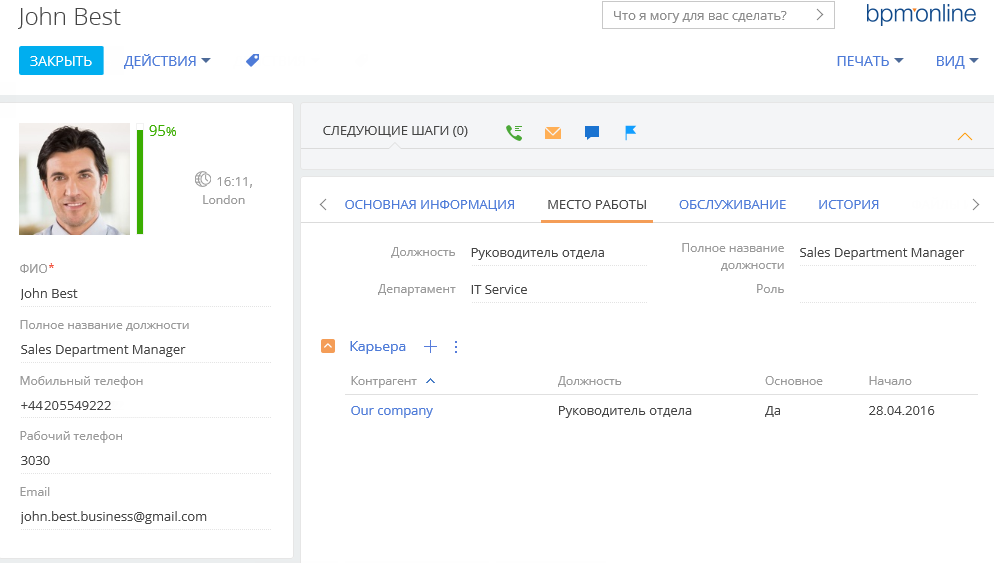 John Best
Что я могу для вас сделать?
bpmonline
ЗАКРЫТЬ
ДЕЙСТВИЯ
ПЕЧАТЬ
ВИД
95%
16:11,
London
ФИО*
John Best
Полное название должности
Sales Department Manager
Мобильный телефон
+44205549222
Рабочий телефон
3030
Email
john.best.business@gmail.com
СЛЕДУЮЩИЕ ШАГИ (0)
ОСНОВНАЯ ИНФОРМАЦИЯ
МЕСТО РАБОТЫ
ОБСЛУЖИВАНИЕ
ИСТОРИЯ
Должность
Руководитель отдела
Полное название
должности
Sales Department Manager
Департамент
IT Service
Роль
Карьера
Контрагент
Должность
Основное
Начало
Our company
Руководитель отдела
Да
28.04.2016